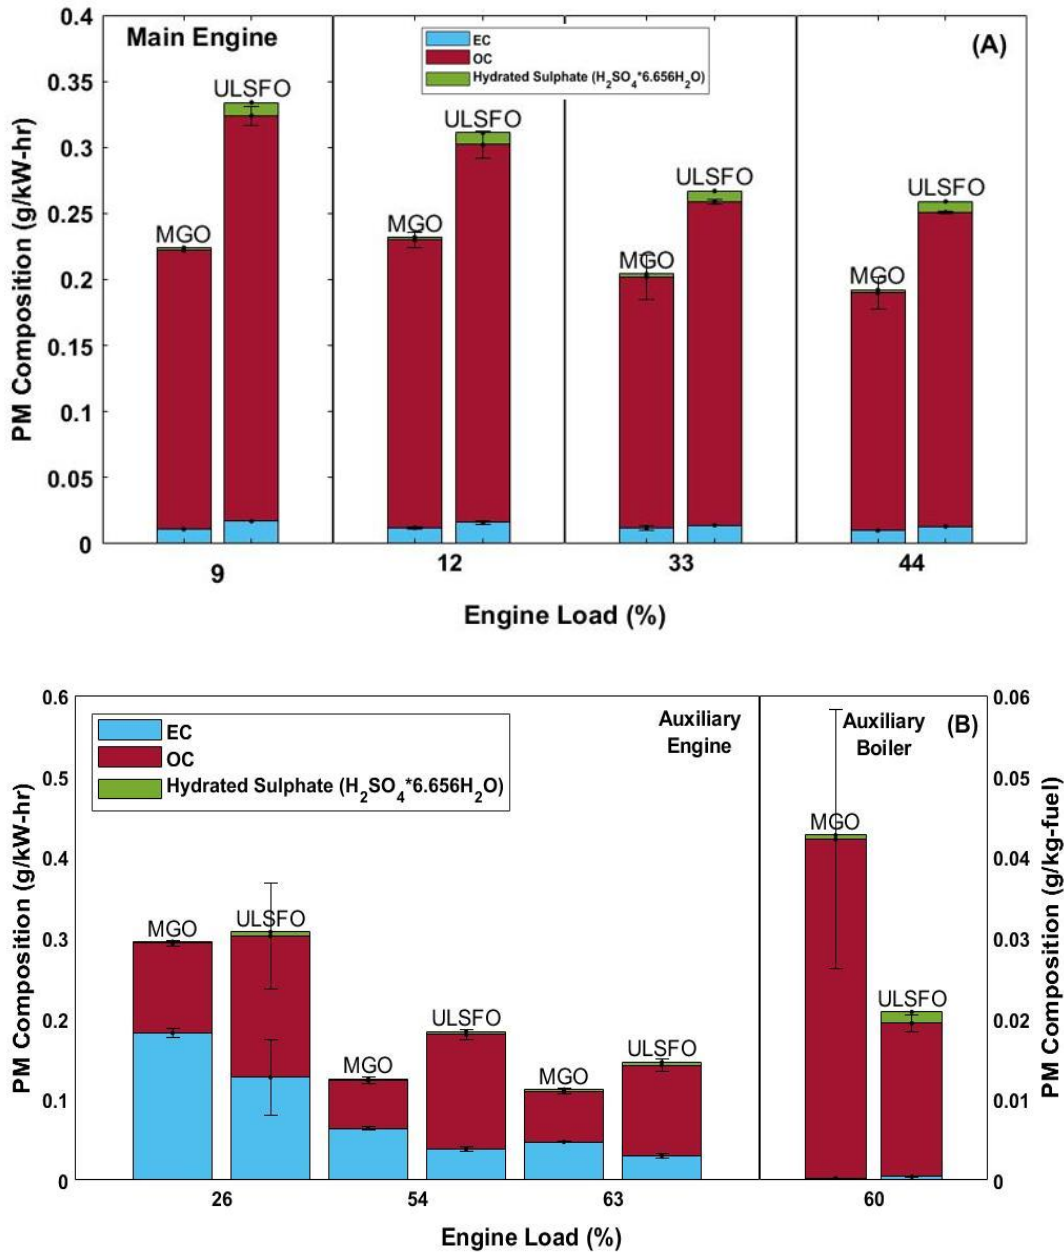 0.4
Main Engine
(A)
EC
OC
Hydrated Sulphate (H2SO4*6.656H2O)
0.35
ULSFO
ULSFO
0.3
ULSFO
ULSFO
0.25
MGO
MGO
MGO
MGO
0.2
0.15
0.1
0.05
0
PM Composition (g/kW-hr)
9
12
33
44
Engine Load (%)
0.6
0.06
EC
OC
Hydrated Sulphate (H2SO4*6.656H2O)
Auxiliary
Engine
Auxiliary
Boiler
(B)
0.5
0.05
MGO
0.4
0.04
MGO
ULSFO
0.3
0.03
ULSFO
ULSFO
0.2
0.02
MGO
MGO
ULSFO
0.1
0.01
0
0
PM Composition (g/kW-hr)
PM Composition (g/kg-fuel)
26
54
63
60
Engine Load (%)